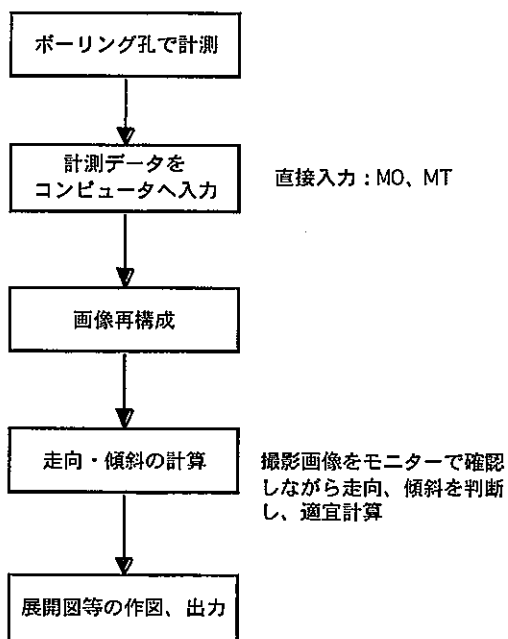 ボーリング孔で計測
計測データを
コンピュータへ入力
直接入力：MO、MT
画像再構成
走向・傾斜の計算
撮影画像をモニターで確認
しながら走向、傾斜を判断
し、適宜計算
展開図等の作図、出力